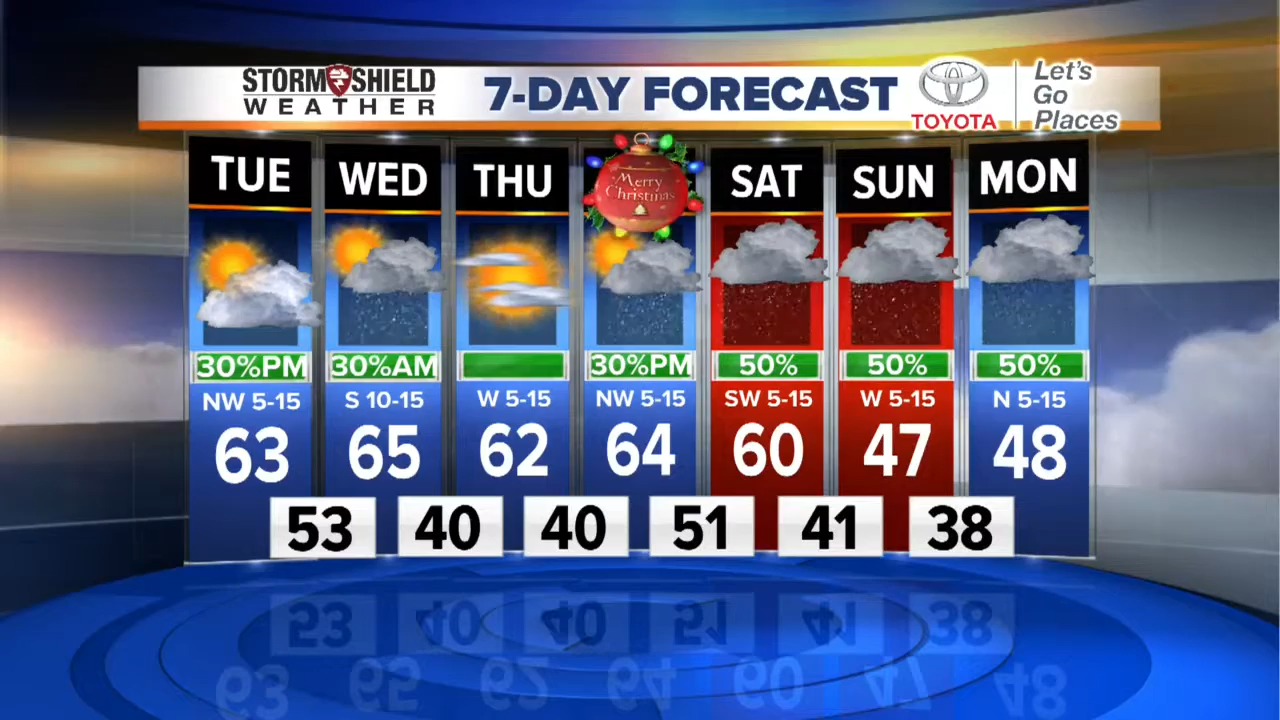 STORM SHIELD
WEATHER
7-DAY FORECAST
TOYOTA
Let's
Go
Places
TUE
WED
THU
Merry
Christmas
SAT
SUN
MON
30%PM
30%AM
30%PM
50%
50%
50%
NW 5-15
S 10-15
W 5-15
NW 5-15
SW 5-15
W 5-15
N 5-15
63
65
62
64
60
47
48
53
40
40
51
41
38